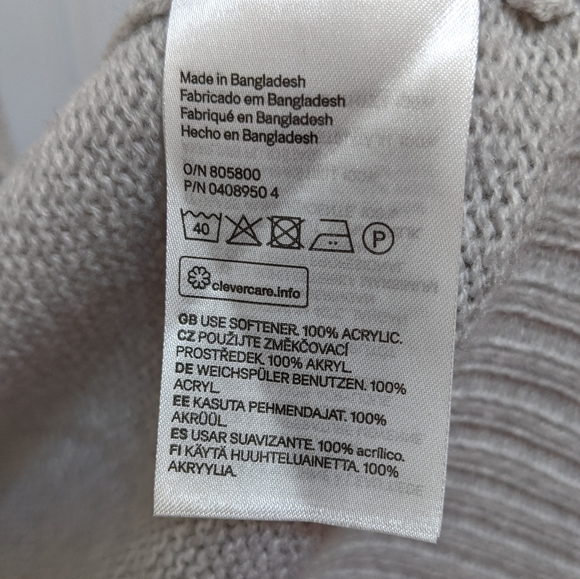 Made in Bangladesh
Fabricado em Bangladesh
Fabriqué en Bangladesh
Hecho en Bangladesh
O/N 805800
P/N 0408950 4
40
P
clevercare.info
GB USE SOFTENER. 100% ACRYLIC.
CZ POUŽIJTE ZMĚKČOVACÍ
PROSTŘEDEK. 100% AKRYL.
DE WEICHSPÜLER BENUTZEN. 100%
ACRYL.
EE KASUTA PEHMENDAJAT. 100%
AKRÜÜL.
ES USAR SUAVIZANTE. 100% acrílico.
FI KÄYTÄ HUUHTELUAINETTA. 100%
AKRYYLIA.